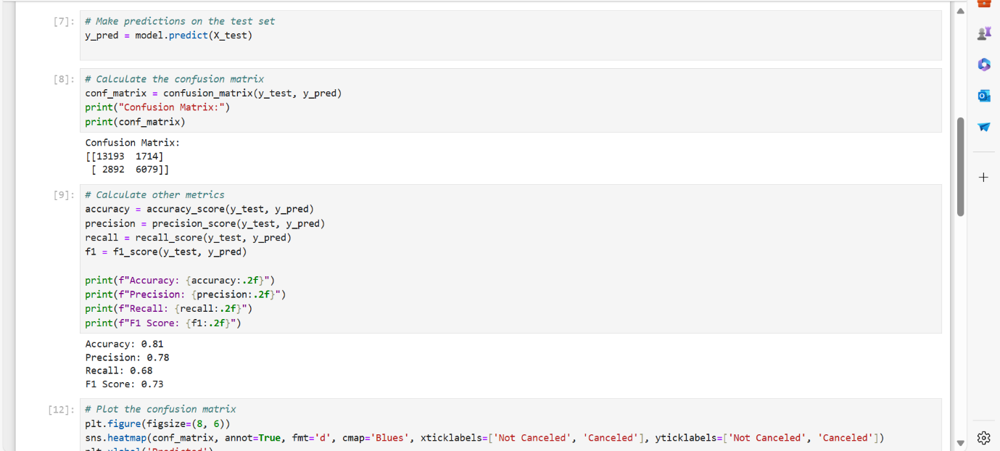 [7]: # Make predictions on the test set
y_pred = model.predict(X_test)
[8]: # Calculate the confusion matrix
conf_matrix = confusion_matrix(y_test, y_pred)
print("Confusion Matrix:")
print(conf_matrix)
Confusion Matrix:
[[13193  1714]
 [ 2892  6079]]
[9]: # Calculate other metrics
accuracy = accuracy_score(y_test, y_pred)
precision = precision_score(y_test, y_pred)
recall = recall_score(y_test, y_pred)
f1 = f1_score(y_test, y_pred)
print(f"Accuracy: {accuracy:.2f}")
print(f"Precision: {precision:.2f}")
print(f"Recall: {recall:.2f}")
print(f"F1 Score: {f1:.2f}")
Accuracy: 0.81
Precision: 0.78
Recall: 0.68
F1 Score: 0.73
[12]: # Plot the confusion matrix
plt.figure(figsize=(8, 6))
sns.heatmap(conf_matrix, annot=True, fmt='d', cmap='Blues', xticklabels=['Not Canceled', 'Canceled'], yticklabels=['Not Canceled', 'Canceled'])
plt.xlabel('Predicted')